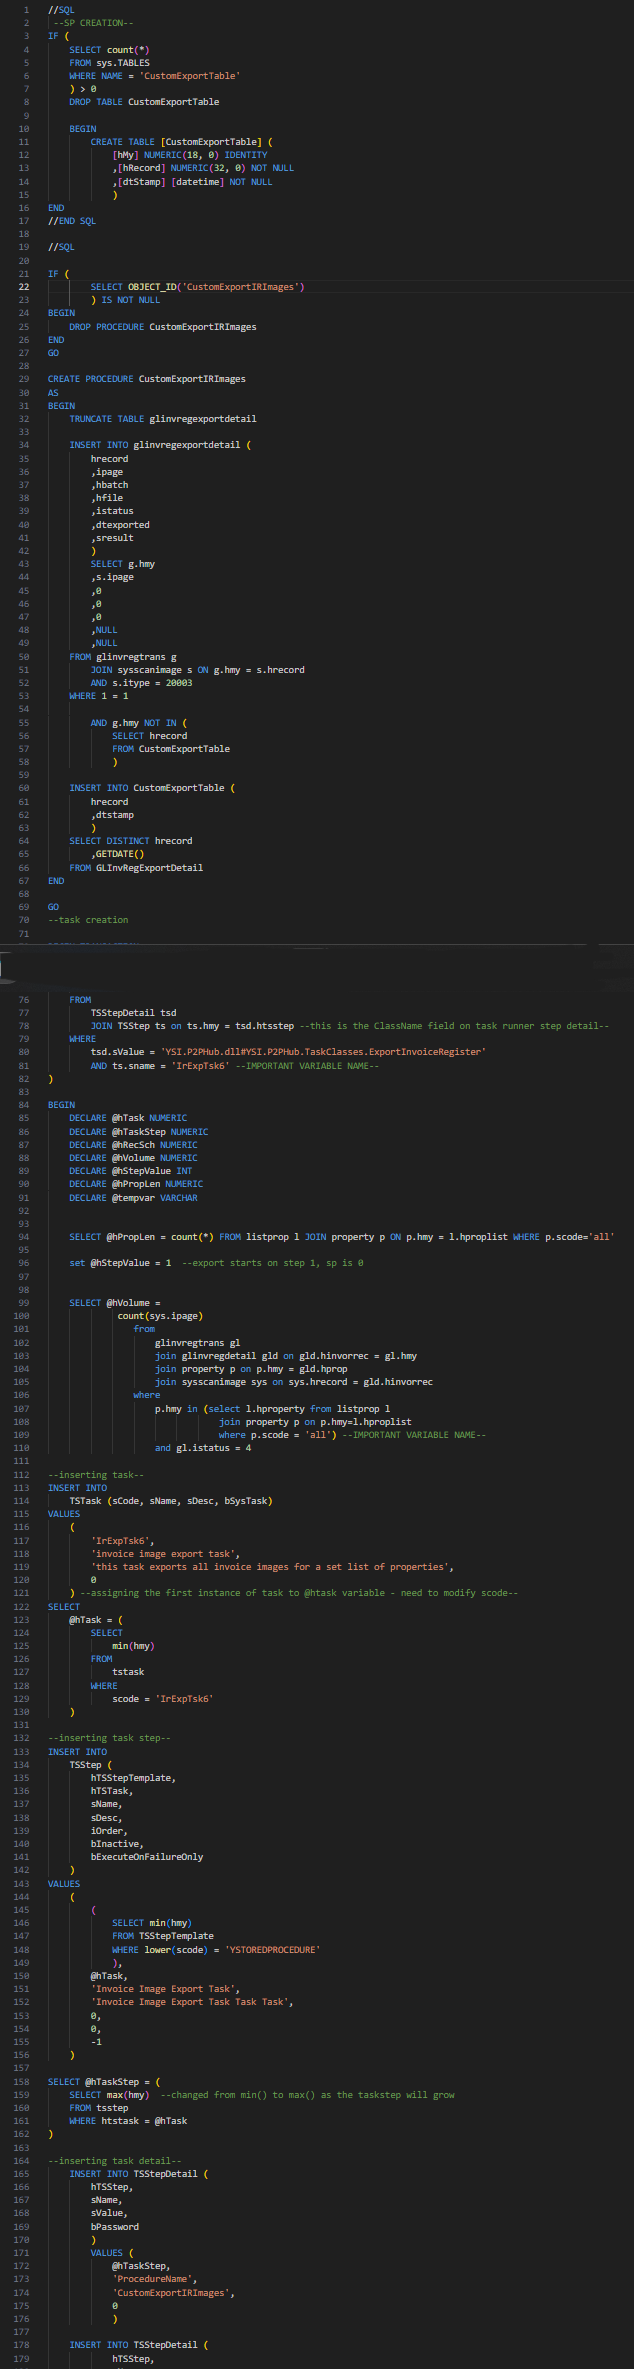 1 //SQL
2 --SP CREATION--
3 IF (
4 SELECT count(*)
5 FROM sys.TABLES
6 WHERE NAME = 'CustomExportTable'
7 ) > 0
8 DROP TABLE CustomExportTable
9
10 BEGIN
11 CREATE TABLE [CustomExportTable] (
12 [hMy] NUMERIC(18, 0) IDENTITY
13 ,[hRecord] NUMERIC(32, 0) NOT NULL
14 ,[dtStamp] [datetime] NOT NULL
15 )
16 END
17 //END SQL
18
19 //SQL
20
21 IF (
22 SELECT OBJECT_ID('CustomExportIRImages')
23 ) IS NOT NULL
24 BEGIN
25 DROP PROCEDURE CustomExportIRImages
26 END
27 GO
28
29 CREATE PROCEDURE CustomExportIRImages
30 AS
31 BEGIN
32 TRUNCATE TABLE glinvregexportdetail
33
34 INSERT INTO glinvregexportdetail (
35 hrecord
36 ,ipage
37 ,hbatch
38 ,hfile
39 ,istatus
40 ,dtexported
41 ,sresult
42 )
43 SELECT g.hmy
44 ,s.ipage
45 ,0
46 ,0
47 ,0
48 ,NULL
49 ,NULL
50 FROM glinvregtrans g
51 JOIN sysscanimage s ON g.hmy = s.hrecord
52 AND s.itype = 20003
53 WHERE 1 = 1
54
55 AND g.hmy NOT IN (
56 SELECT hrecord
57 FROM CustomExportTable
58 )
59
60 INSERT INTO CustomExportTable (
61 hrecord
62 ,dtstamp
63 )
64 SELECT DISTINCT hrecord
65 ,GETDATE()
66 FROM GLInvRegExportDetail
67 END
68
69 GO
70 --task creation
71
76 FROM
77 TSStepDetail tsd
78 JOIN TSStep ts on ts.hmy = tsd.htsstep --this is the ClassName field on task runner step detail--
79 WHERE
80 tsd.sValue = 'YSI.P2PHub.dll#YSI.P2PHub.TaskClasses.ExportInvoiceRegister'
81 AND ts.sname = 'IrExpTsk6' --IMPORTANT VARIABLE NAME--
82 )
83
84 BEGIN
85 DECLARE @hTask NUMERIC
86 DECLARE @hTaskStep NUMERIC
87 DECLARE @hRecSch NUMERIC
88 DECLARE @hVolume NUMERIC
89 DECLARE @hStepValue INT
90 DECLARE @hPropLen NUMERIC
91 DECLARE @tempvar VARCHAR
92
93
94 SELECT @hPropLen = count(*) FROM listprop l JOIN property p ON p.hmy = l.hproplist WHERE p.scode='all'
95
96 set @hStepValue = 1 --export starts on step 1, sp is 0
97
98
99 SELECT @hVolume =
100 count(sys.ipage)
101 from
102 glinvregtrans gl
103 join glinvregdetail gld on gld.hinvorrec = gl.hmy
104 join property p on p.hmy = gld.hprop
105 join sysscanimage sys on sys.hrecord = gld.hinvorrec
106 where
107 p.hmy in (select l.hproperty from listprop l
108 join property p on p.hmy=l.hproplist
109 where p.scode = 'all') --IMPORTANT VARIABLE NAME--
110 and gl.istatus = 4
111
112 --inserting task--
113 INSERT INTO
114 TSTask (sCode, sName, sDesc, bSysTask)
115 VALUES
116 (
117 'IrExpTsk6',
118 'invoice image export task',
119 'this task exports all invoice images for a set list of properties',
120 0
121 ) --assigning the first instance of task to @htask variable - need to modify scode--
122 SELECT
123 @hTask = (
124 SELECT
125 min(hmy)
126 FROM
127 tstask
128 WHERE
129 scode = 'IrExpTsk6'
130 )
131
132 --inserting task step--
133 INSERT INTO
134 TSStep (
135 hTSStepTemplate,
136 hTSTask,
137 sName,
138 sDesc,
139 iOrder,
140 bInactive,
141 bExecuteOnFailureOnly
142 )
143 VALUES
144 (
145 (
146 SELECT min(hmy)
147 FROM TSStepTemplate
148 WHERE lower(scode) = 'YSTOREDPROCEDURE'
149 ),
150 @hTask,
151 'Invoice Image Export Task',
152 'Invoice Image Export Task Task Task',
153 0,
154 0,
155 -1
156 )
157
158 SELECT @hTaskStep = (
159 SELECT max(hmy) --changed from min() to max() as the taskstep will grow
160 FROM tsstep
161 WHERE htstask = @hTask
162 )
163
164 --inserting task detail--
165 INSERT INTO TSStepDetail (
166 hTSStep,
167 sName,
168 sValue,
169 bPassword
170 )
171 VALUES (
172 @hTaskStep,
173 'ProcedureName',
174 'CustomExportIRImages',
175 0
176 )
177
178 INSERT INTO TSStepDetail (
179 hTSStep,